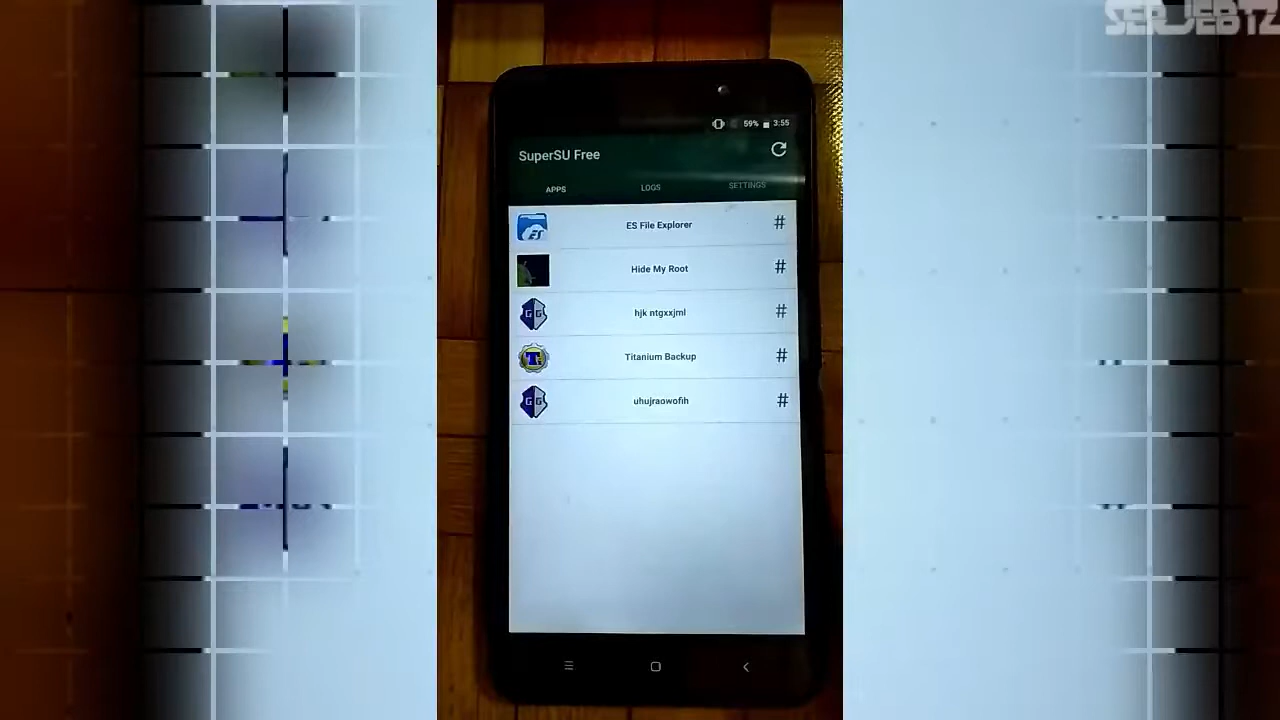 SERJEBTZ
59% 3:55
SuperSU Free
APPS LOGS SETTINGS
ES File Explorer #
Hide My Root #
hjk ntgxxjml #
Titanium Backup #
uhujraowofih #